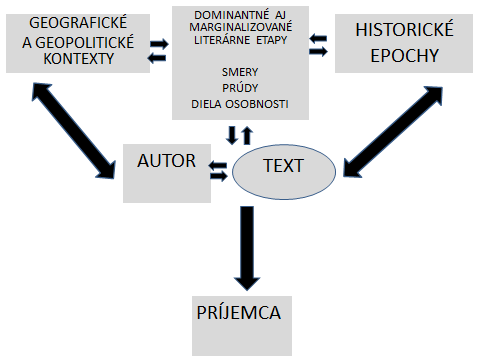 GEOGRAFICKÉ
A GEOPOLITICKÉ
KONTEXTY
DOMINANTNÉ AJ
MARGINALIZOVANÉ
LITERÁRNE ETAPY
SMERY
PRÚDY
DIELA OSOBNOSTI
HISTORICKÉ
EPOCHY
AUTOR
TEXT
PRÍJEMCA